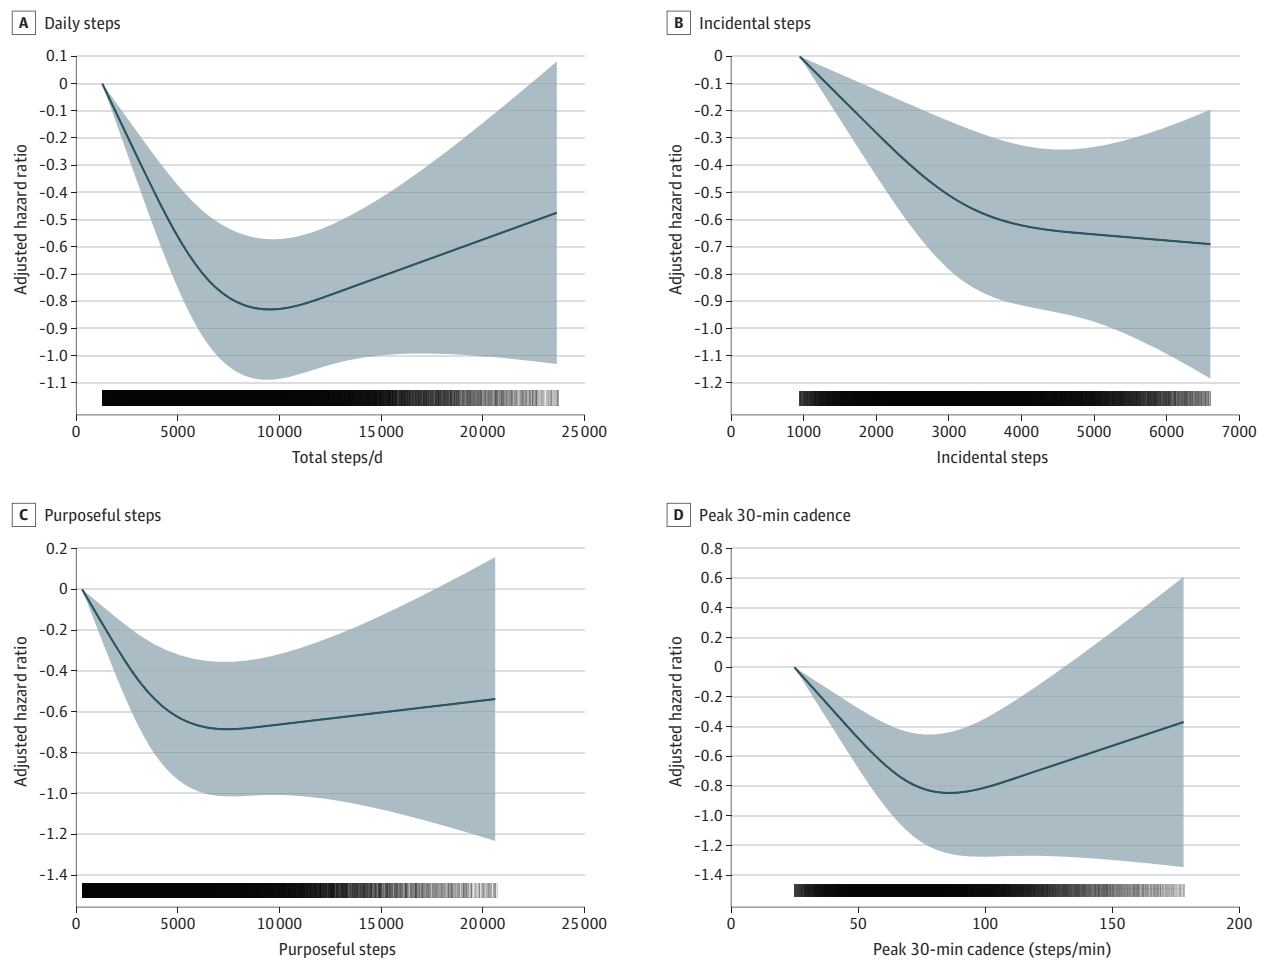 A Daily steps
Adjusted hazard ratio
0.1
0
-0.1
-0.2
-0.3
-0.4
-0.5
-0.6
-0.7
-0.8
-0.9
-1.0
-1.1
0 5000 10000 15000 20000 25000
Total steps/d
B Incidental steps
Adjusted hazard ratio
0
-0.1
-0.2
-0.3
-0.4
-0.5
-0.6
-0.7
-0.8
-0.9
-1.0
-1.1
-1.2
0 1000 2000 3000 4000 5000 6000 7000
Incidental steps
C Purposeful steps
Adjusted hazard ratio
0.2
0
-0.2
-0.4
-0.6
-0.8
-1.0
-1.2
-1.4
0 5000 10000 15000 20000 25000
Purposeful steps
D Peak 30-min cadence
Adjusted hazard ratio
0.8
0.6
0.4
0.2
0
-0.2
-0.4
-0.6
-0.8
-1.0
-1.2
-1.4
0 50 100 150 200
Peak 30-min cadence (steps/min)